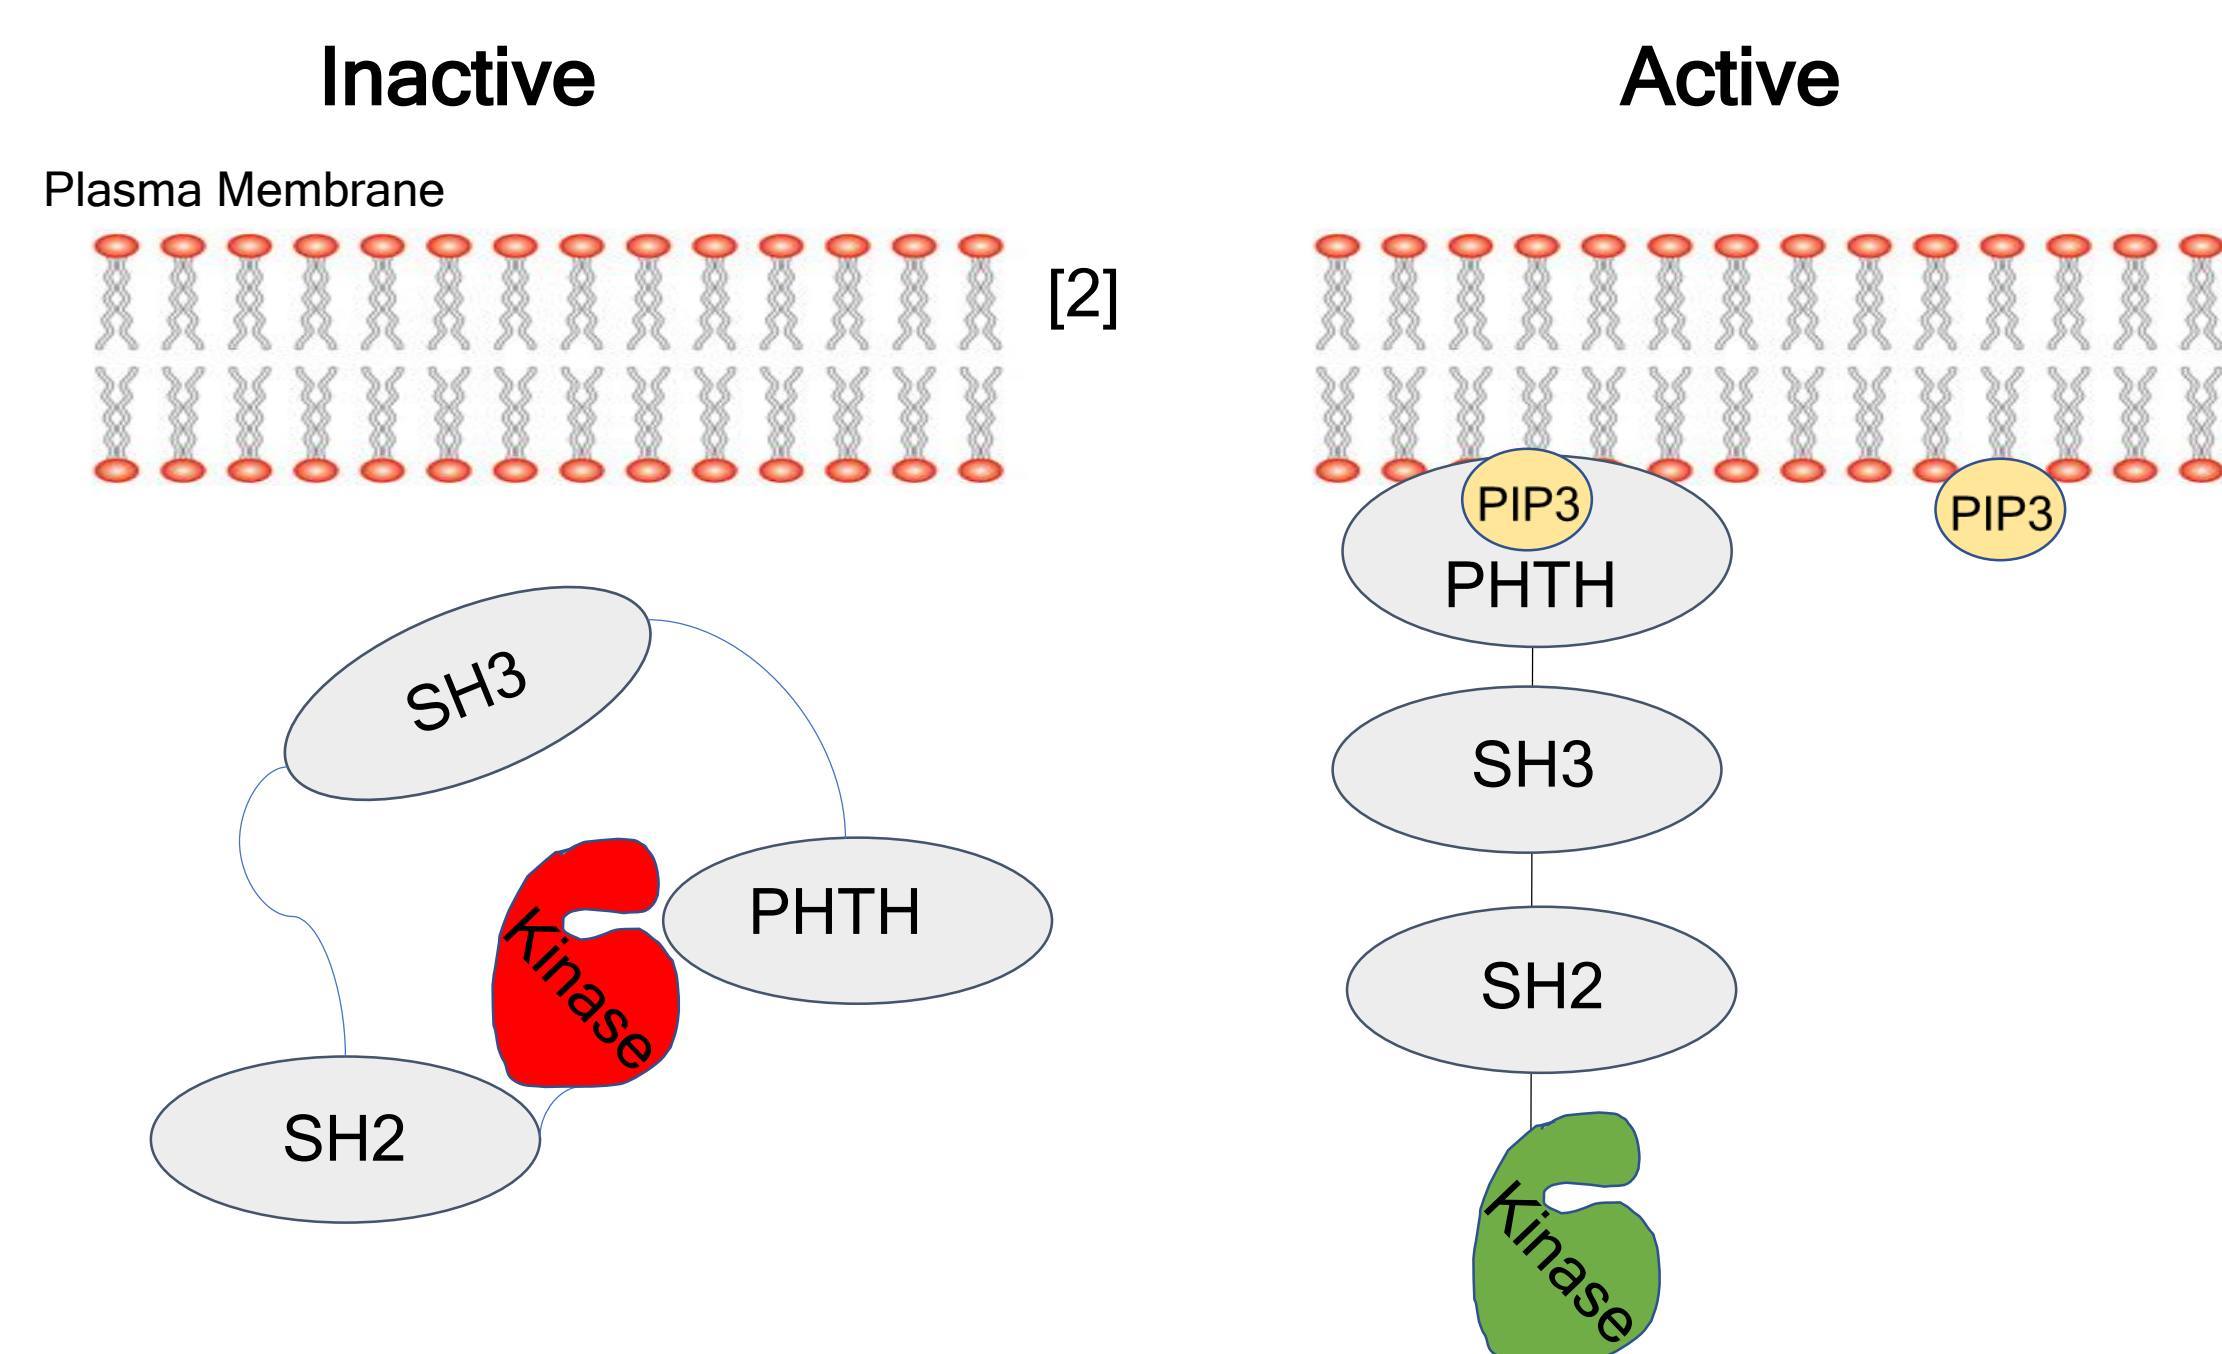 Inactive
Active
Plasma Membrane
[2]
PIP3
PIP3
PHTH
SH3
SH3
PHTH
Kinase
SH2
SH2
Kinase